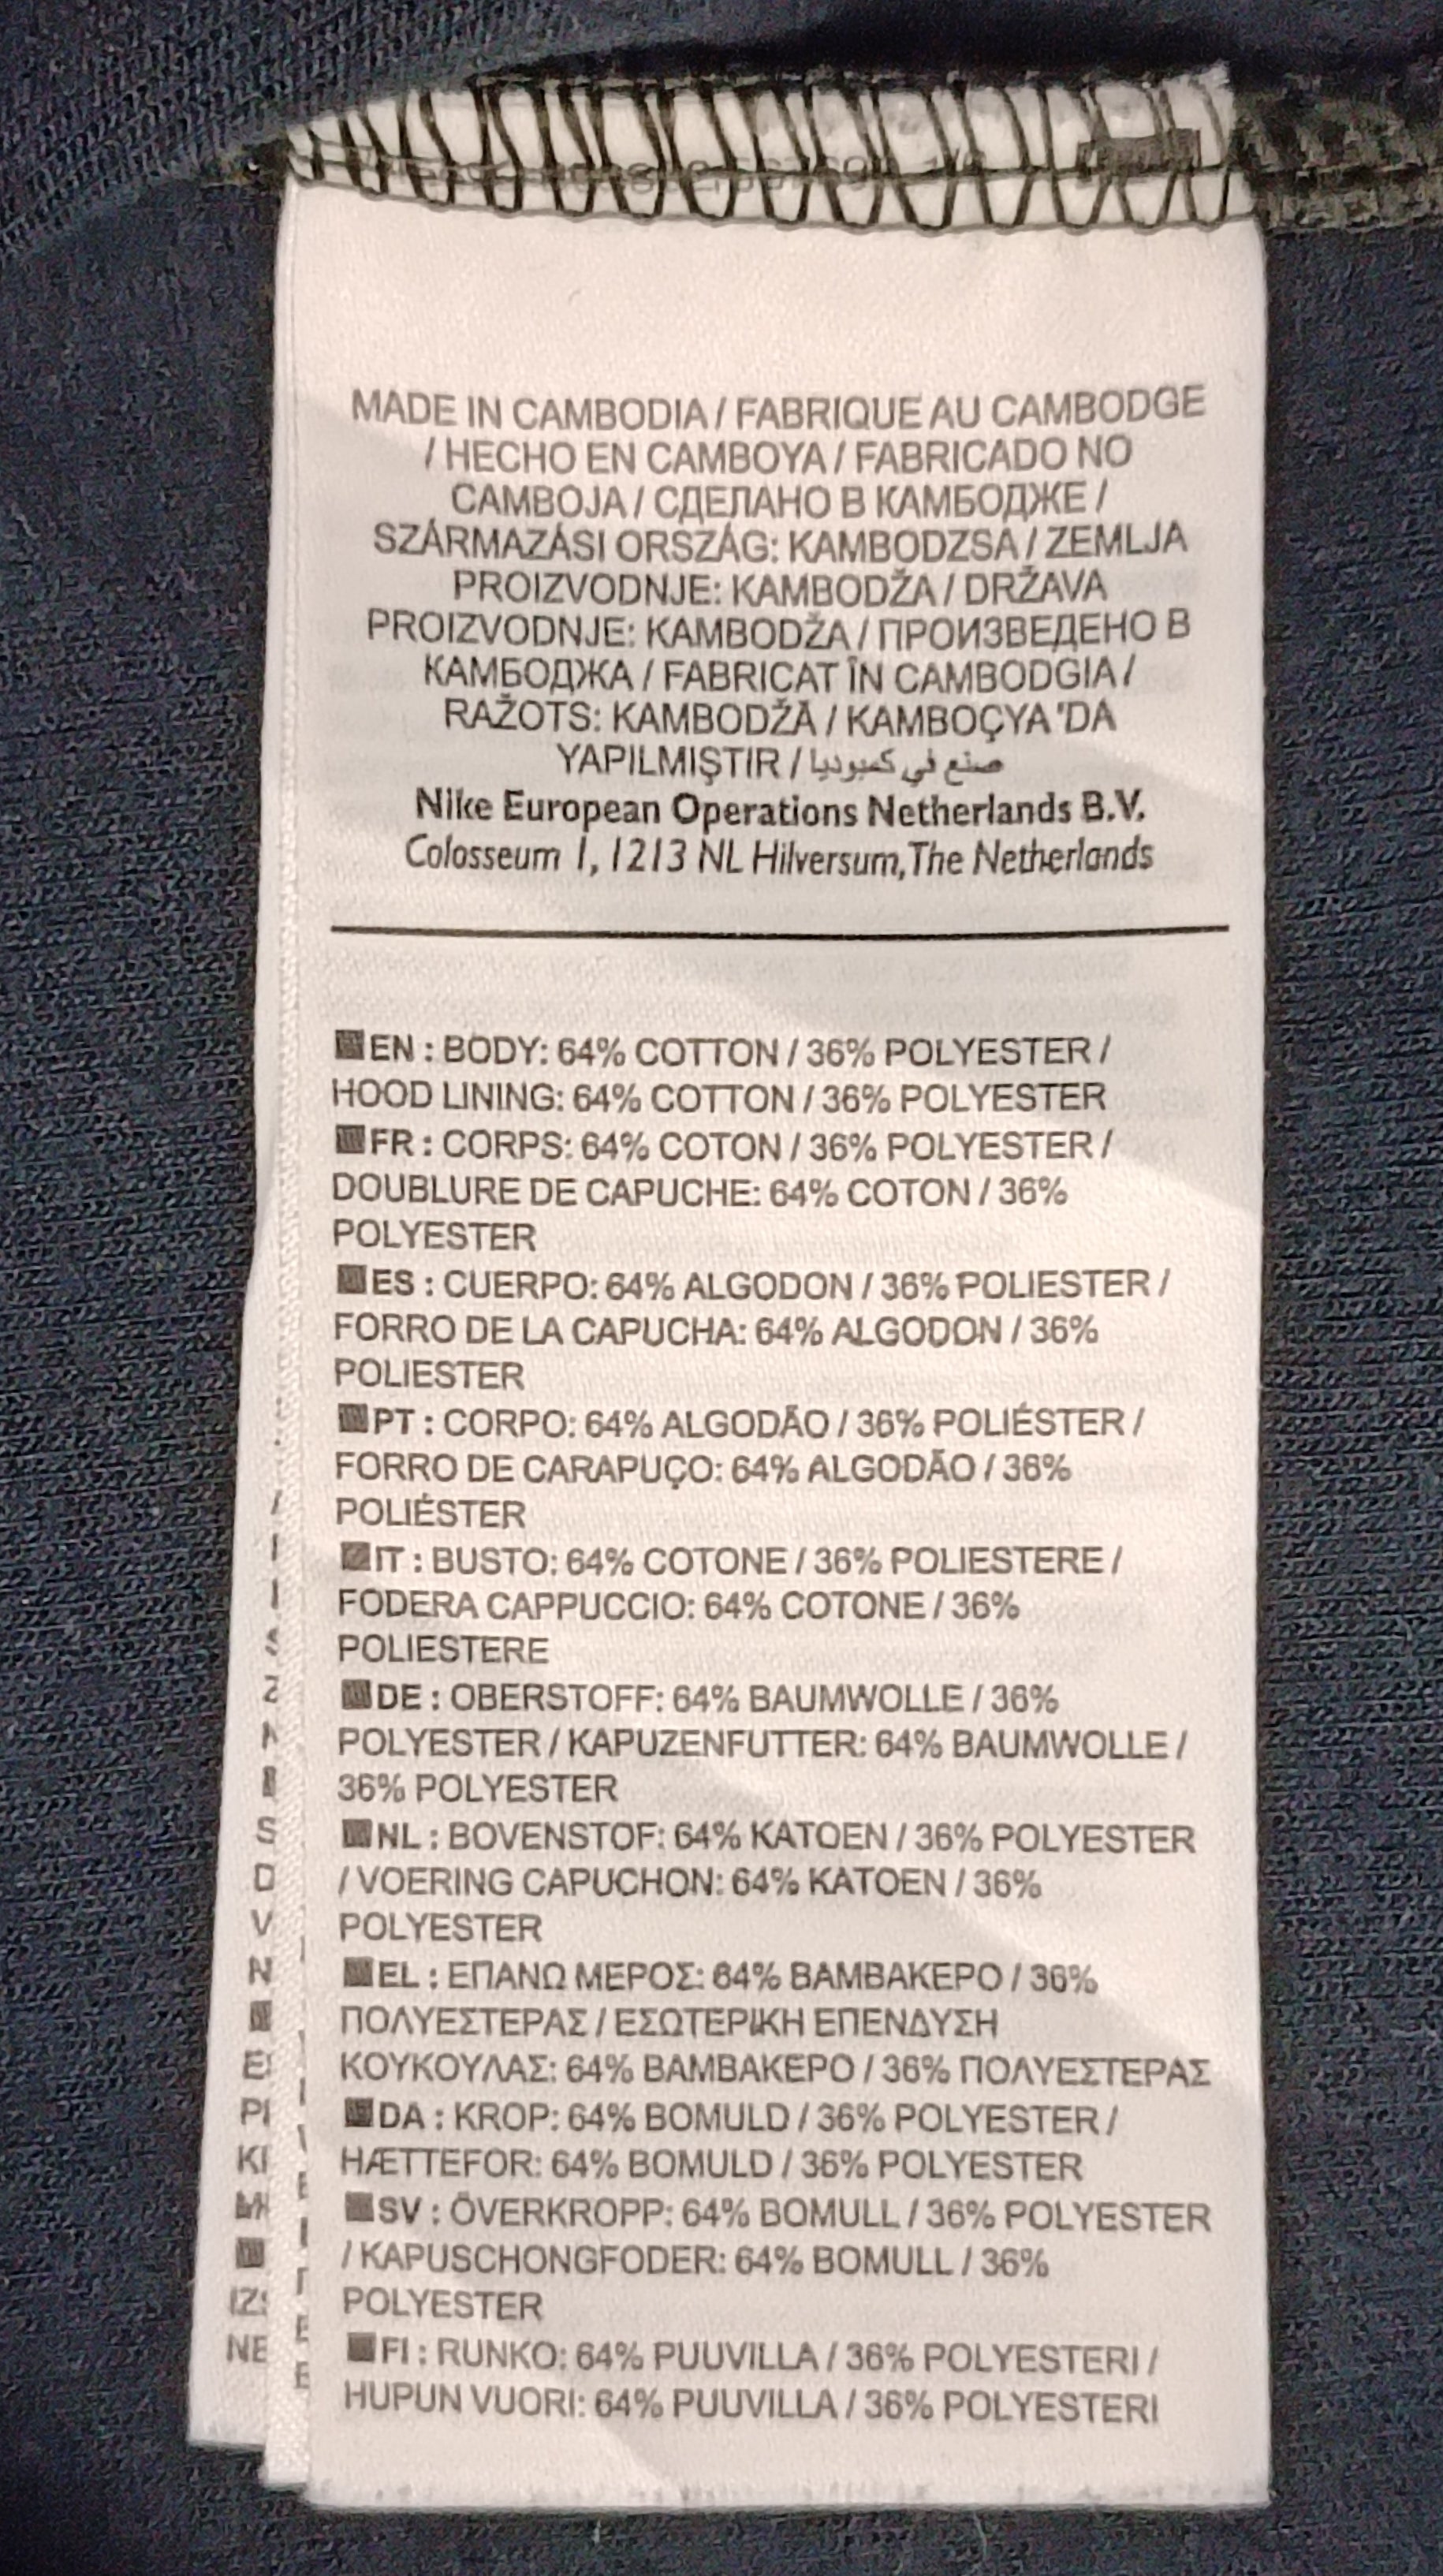 MADE IN CAMBODIA / FABRIQUE AU CAMBODGE
/ HECHO EN CAMBOYA / FABRICADO NO
CAMBOJA / СДЕЛАНО В КАМБОДЖЕ /
SZÁRMAZÁSI ORSZÁG: KAMBODZSA / ZEMLJA
PROIZVODNJE: KAMBODŽA / DRŽAVA
PROIZVODNJE: KAMBODŽA / ПРОИЗВЕДЕНО В
КАМБОДЖА / FABRICAT ÎN CAMBODGIA /
RAŽOTS: KAMBODŽĀ / KAMBOÇYA 'DA
YAPILMIŞTIR / صنع في كمبوديا
Nike European Operations Netherlands B.V.
Colosseum 1, 1213 NL Hilversum, The Netherlands
EN : BODY: 64% COTTON / 36% POLYESTER /
HOOD LINING: 64% COTTON / 36% POLYESTER
FR : CORPS: 64% COTON / 36% POLYESTER /
DOUBLURE DE CAPUCHE: 64% COTON / 36%
POLYESTER
ES : CUERPO: 64% ALGODON / 36% POLIESTER /
FORRO DE LA CAPUCHA: 64% ALGODON / 36%
POLIESTER
PT : CORPO: 64% ALGODÃO / 36% POLIÉSTER /
FORRO DE CARAPUÇO: 64% ALGODÃO / 36%
POLIÉSTER
IT : BUSTO: 64% COTONE / 36% POLIESTERE /
FODERA CAPPUCCIO: 64% COTONE / 36%
POLIESTERE
DE : OBERSTOFF: 64% BAUMWOLLE / 36%
POLYESTER / KAPUZENFUTTER: 64% BAUMWOLLE /
36% POLYESTER
NL : BOVENSTOF: 64% KATOEN / 36% POLYESTER
/ VOERING CAPUCHON: 64% KATOEN / 36%
POLYESTER
EL : ΕΠΑΝΩ ΜΕΡΟΣ: 64% ΒΑΜΒΑΚΕΡΟ / 36%
ΠΟΛΥΕΣΤΕΡΑΣ / ΕΣΩΤΕΡΙΚΗ ΕΠΕΝΔΥΣΗ
ΚΟΥΚΟΥΛΑΣ: 64% ΒΑΜΒΑΚΕΡΟ / 36% ΠΟΛΥΕΣΤΕΡΑΣ
DA : KROP: 64% BOMULD / 36% POLYESTER /
HÆTTEFOR: 64% BOMULD / 36% POLYESTER
SV : ÖVERKROPP: 64% BOMULL / 36% POLYESTER
/ KAPUSCHONGFODER: 64% BOMULL / 36%
POLYESTER
FI : RUNKO: 64% PUUVILLA / 36% POLYESTERI /
HUPUN VUORI: 64% PUUVILLA / 36% POLYESTERI